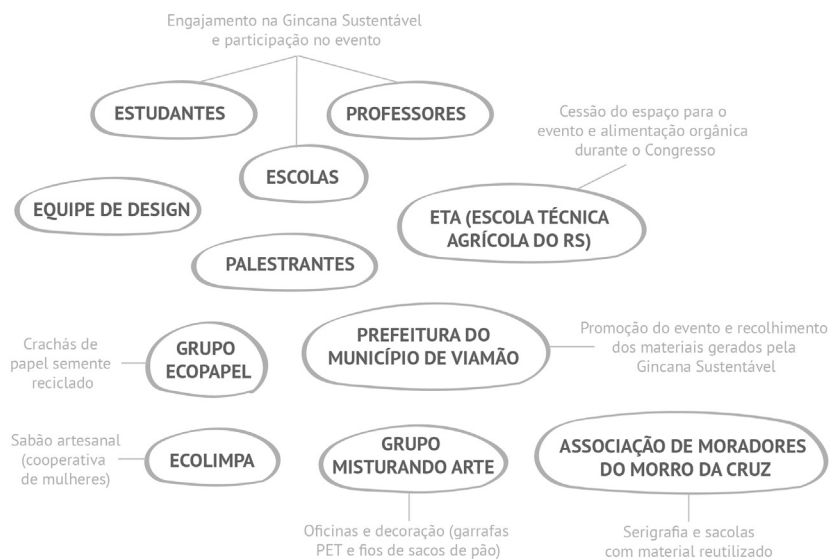 Engajamento na Gincana Sustentável
e participação no evento
ESTUDANTES
PROFESSORES
ESCOLAS
Cessão do espaço para o
evento e alimentação orgânica
durante o Congresso
EQUIPE DE DESIGN
ETA (ESCOLA TÉCNICA
AGRÍCOLA DO RS)
PALESTRANTES
Crachás de
papel semente
reciclado
GRUPO
ECOPAPEL
PREFEITURA DO
MUNICÍPIO DE VIAMÃO
Promoção do evento e recolhimento
dos materiais gerados pela
Gincana Sustentável
Sabão artesanal
(cooperativa
de mulheres)
ECOLIMPA
GRUPO
MISTURANDO ARTE
ASSOCIAÇÃO DE MORADORES
DO MORRO DA CRUZ
Oficinas e decoração (garrafas
PET e fios de sacos de pão)
Serigrafia e sacolas
com material reutilizado